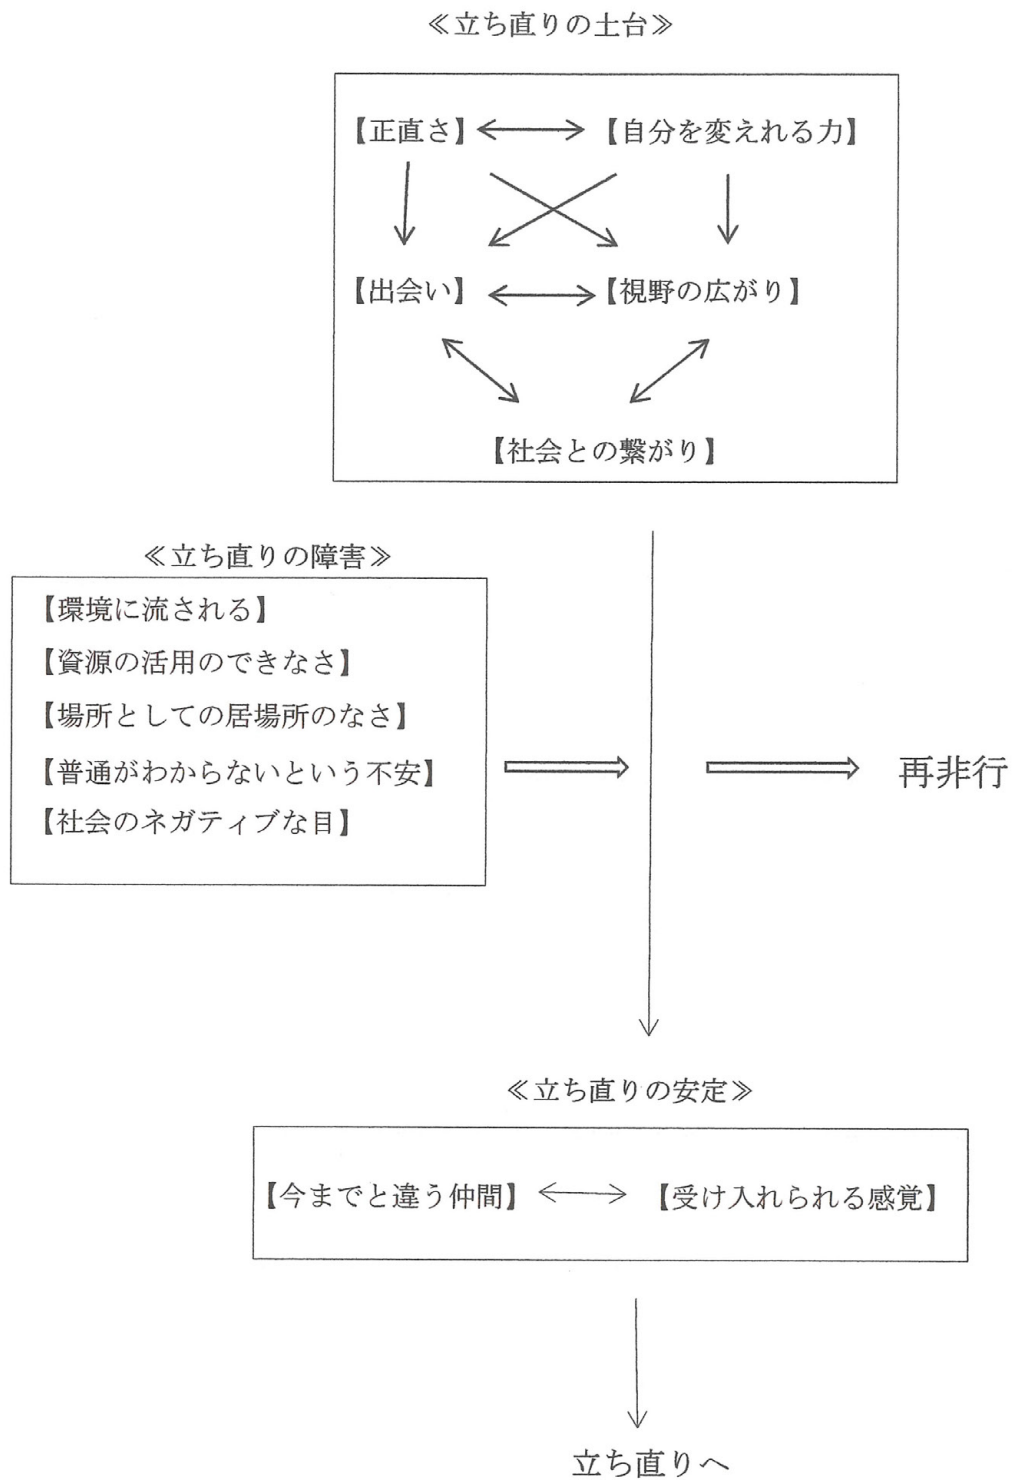 ≪立ち直りの土台≫
【正直さ】 【自分を変えれる力】
【出会い】 【視野の広がり】
【社会との繋がり】
≪立ち直りの障害≫
【環境に流される】
【資源の活用のできなさ】
【場所としての居場所のなさ】
【普通がわからないという不安】
【社会のネガティブな目】
再非行
≪立ち直りの安定≫
【今までと違う仲間】 【受け入れられる感覚】
立ち直りへ